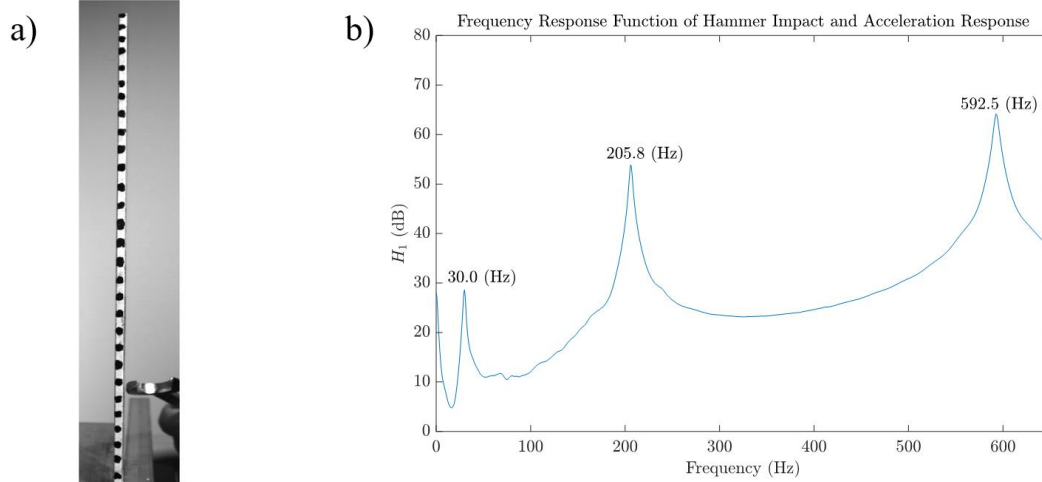 a)
b)
Frequency Response Function of Hammer Impact and Acceleration Response
80
70
60
50
40
30
20
10
0
H₁ (dB)
30.0 (Hz)
205.8 (Hz)
592.5 (Hz)
0 100 200 300 400 500 600
Frequency (Hz)